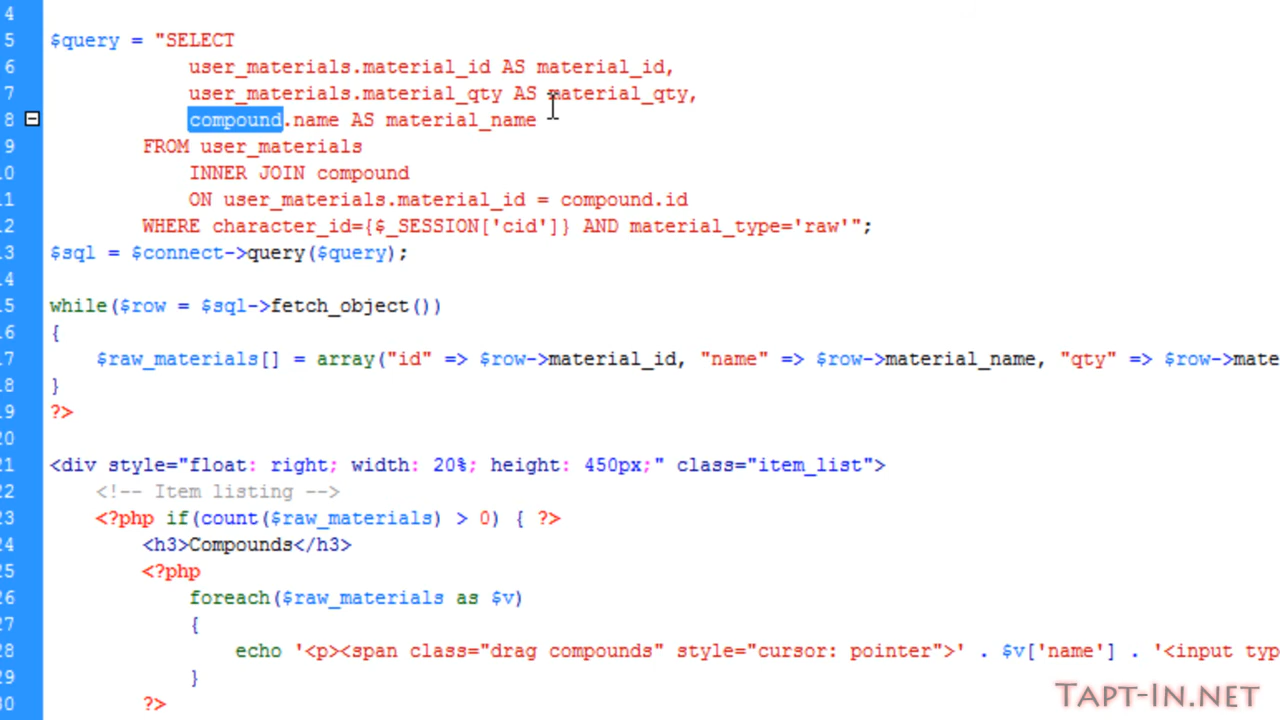 4
5 $query = "SELECT
6 user_materials.material_id AS material_id,
7 user_materials.material_qty AS material_qty,
8 compound.name AS material_name
9 FROM user_materials
10 INNER JOIN compound
11 ON user_materials.material_id = compound.id
12 WHERE character_id={$_SESSION['cid']} AND material_type='raw'";
13 $sql = $connect->query($query);
14
15 while($row = $sql->fetch_object())
16 {
17 $raw_materials[] = array("id" => $row->material_id, "name" => $row->material_name, "qty" => $row->mate
18 }
19 ?>
20
21 <div style="float: right; width: 20%; height: 450px;" class="item_list">
22 <!-- Item listing -->
23 <?php if(count($raw_materials) > 0) { ?>
24 <h3>Compounds</h3>
25 <?php
26 foreach($raw_materials as $v)
27 {
28 echo '<p><span class="drag compounds" style="cursor: pointer">' . $v['name'] . '<input typ
29 }
30 ?>
TAPT-IN.NET